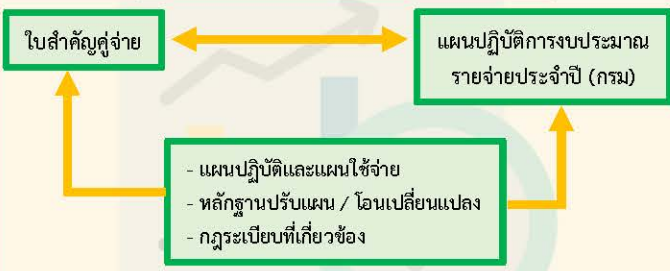 ใบสำคัญคู่จ่าย
แผนปฏิบัติการงบประมาณ
รายจ่ายประจำปี (กรม)
- แผนปฏิบัติและแผนใช้จ่าย
- หลักฐานปรับแผน / โอนเปลี่ยนแปลง
- กฎระเบียบที่เกี่ยวข้อง